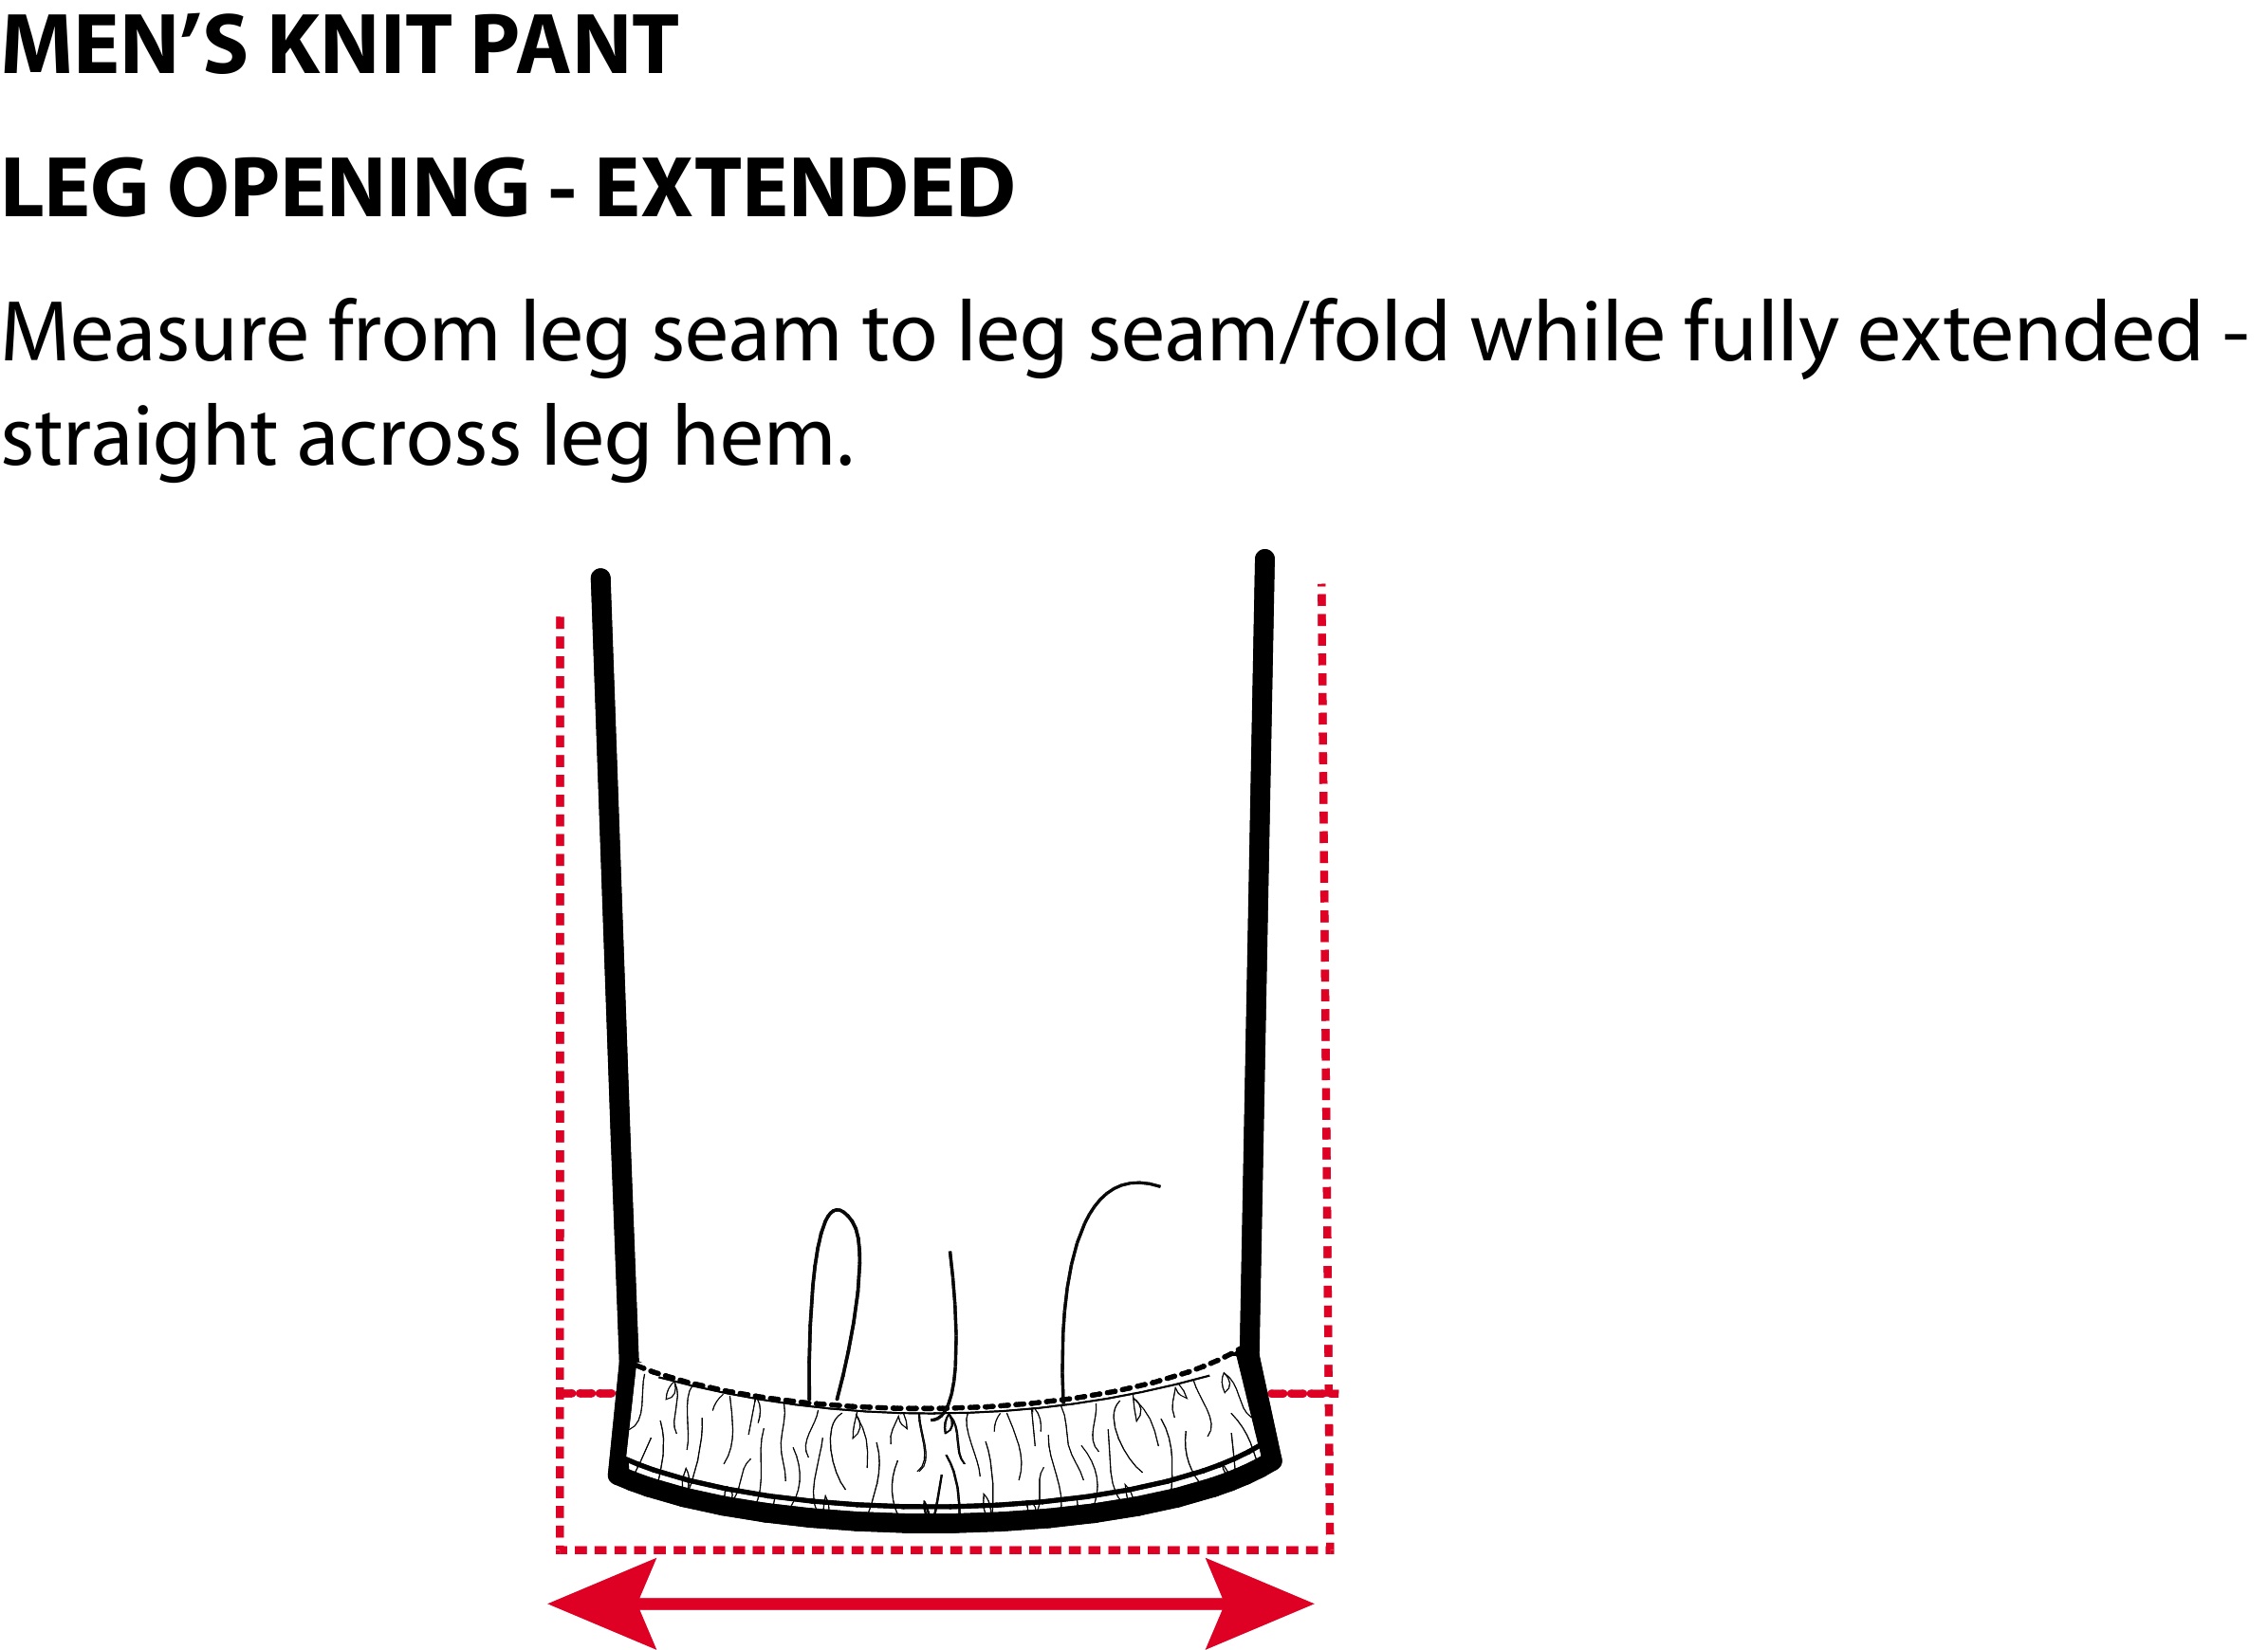 MEN‘S KNIT PANT
LEG OPENING - EXTENDED
Measure from leg seam to leg seam/fold while fully extended -
straight across leg hem.